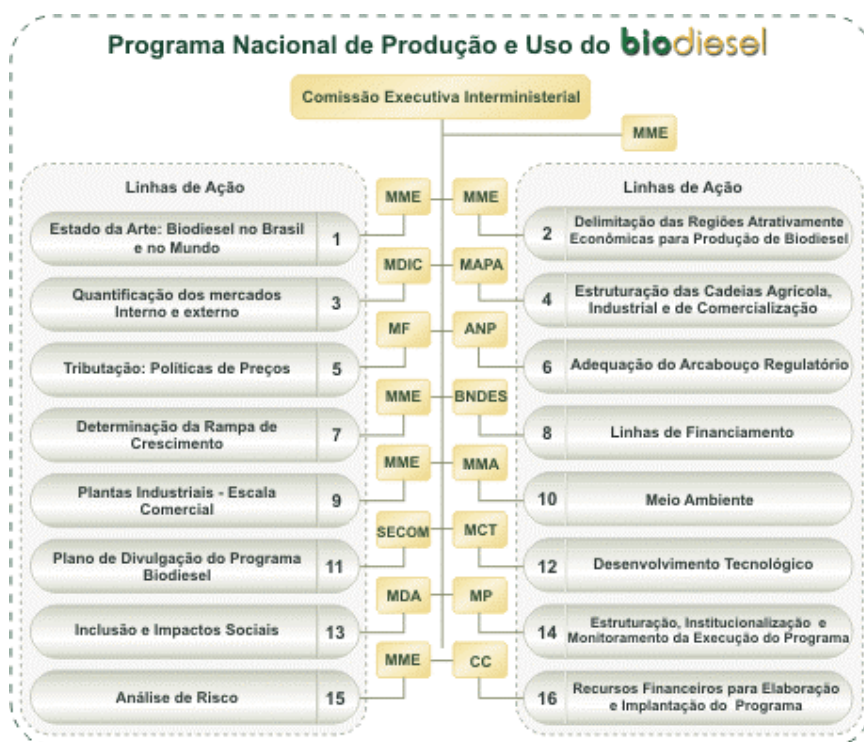 Programa Nacional de Produção e Uso do biodiesel
Comissão Executiva Interministerial
MME
Linhas de Ação
MME
MME
Linhas de Ação
Estado da Arte: Biodiesel no Brasil
e no Mundo
1
2
Delimitação das Regiões Atrativamente
Econômicas para Produção de Biodiesel
MDIC
MAPA
Quantificação dos mercados
Interno e externo
3
4
Estruturação das Cadeias Agrícola,
Industrial e de Comercialização
MF
ANP
Tributação: Políticas de Preços
5
6
Adequação do Arcabouço Regulatório
MME
BNDES
Determinação da Rampa de
Crescimento
7
8
Linhas de Financiamento
MME
MMA
Plantas Industriais - Escala
Comercial
9
10
Meio Ambiente
SECOM
MCT
Plano de Divulgação do Programa
Biodiesel
11
12
Desenvolvimento Tecnológico
MDA
MP
Inclusão e Impactos Sociais
13
14
Estruturação, Institucionalização e
Monitoramento da Execução do Programa
MME
CC
Análise de Risco
15
16
Recursos Financeiros para Elaboração
e Implantação do Programa